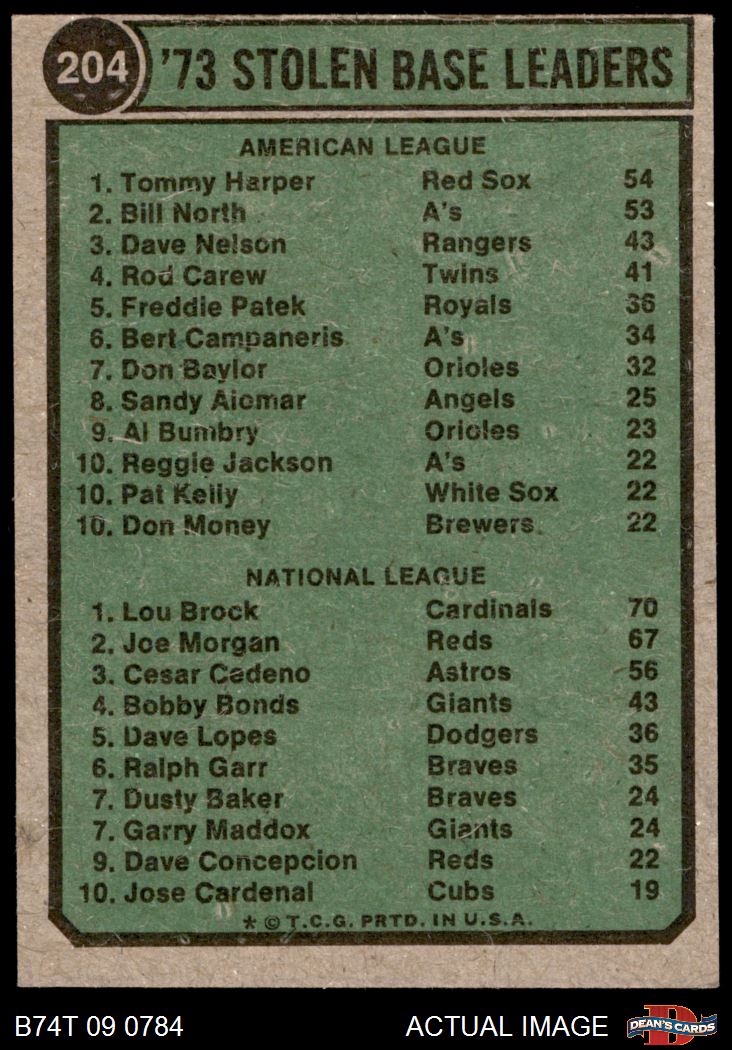 204 '73 STOLEN BASE LEADERS
AMERICAN LEAGUE
1. Tommy Harper Red Sox 54
2. Bill North A's 53
3. Dave Nelson Rangers 43
4. Rod Carew Twins 41
5. Freddie Patek Royals 36
6. Bert Campaneris A's 34
7. Don Baylor Orioles 32
8. Sandy Alomar Angels 25
9. Al Bumbry Orioles 23
10. Reggie Jackson A's 22
10. Pat Kelly White Sox 22
10. Don Money Brewers 22
NATIONAL LEAGUE
1. Lou Brock Cardinals 70
2. Joe Morgan Reds 67
3. Cesar Cedeno Astros 56
4. Bobby Bonds Giants 43
5. Dave Lopes Dodgers 36
6. Ralph Garr Braves 35
7. Dusty Baker Braves 24
7. Garry Maddox Giants 24
9. Dave Concepcion Reds 22
10. Jose Cardenal Cubs 19
* © T.C.G. PRTD. IN U.S.A.
B74T 09 0784 ACTUAL IMAGE D DEAN'S CARDS